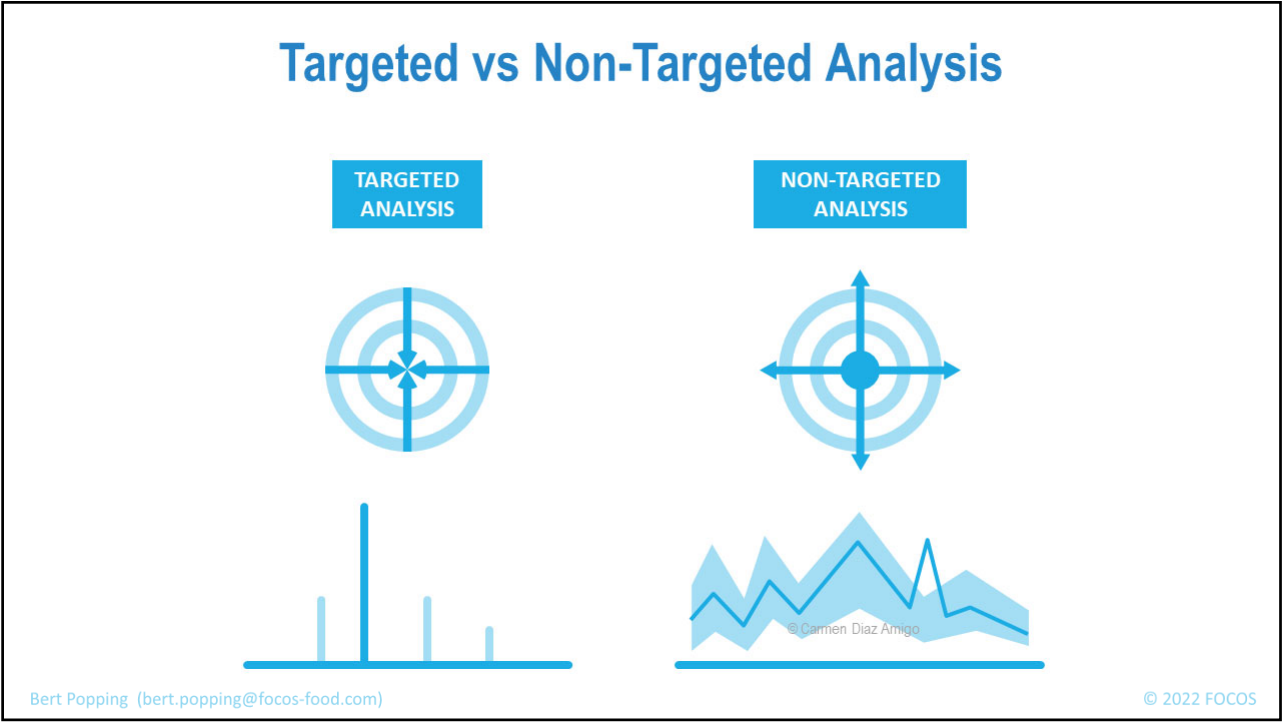 Targeted vs Non-Targeted Analysis
TARGETED
ANALYSIS
NON-TARGETED
ANALYSIS
© Carmen Diaz Amigo
Bert Popping (bert.popping@focos-food.com)
© 2022 FOCOS